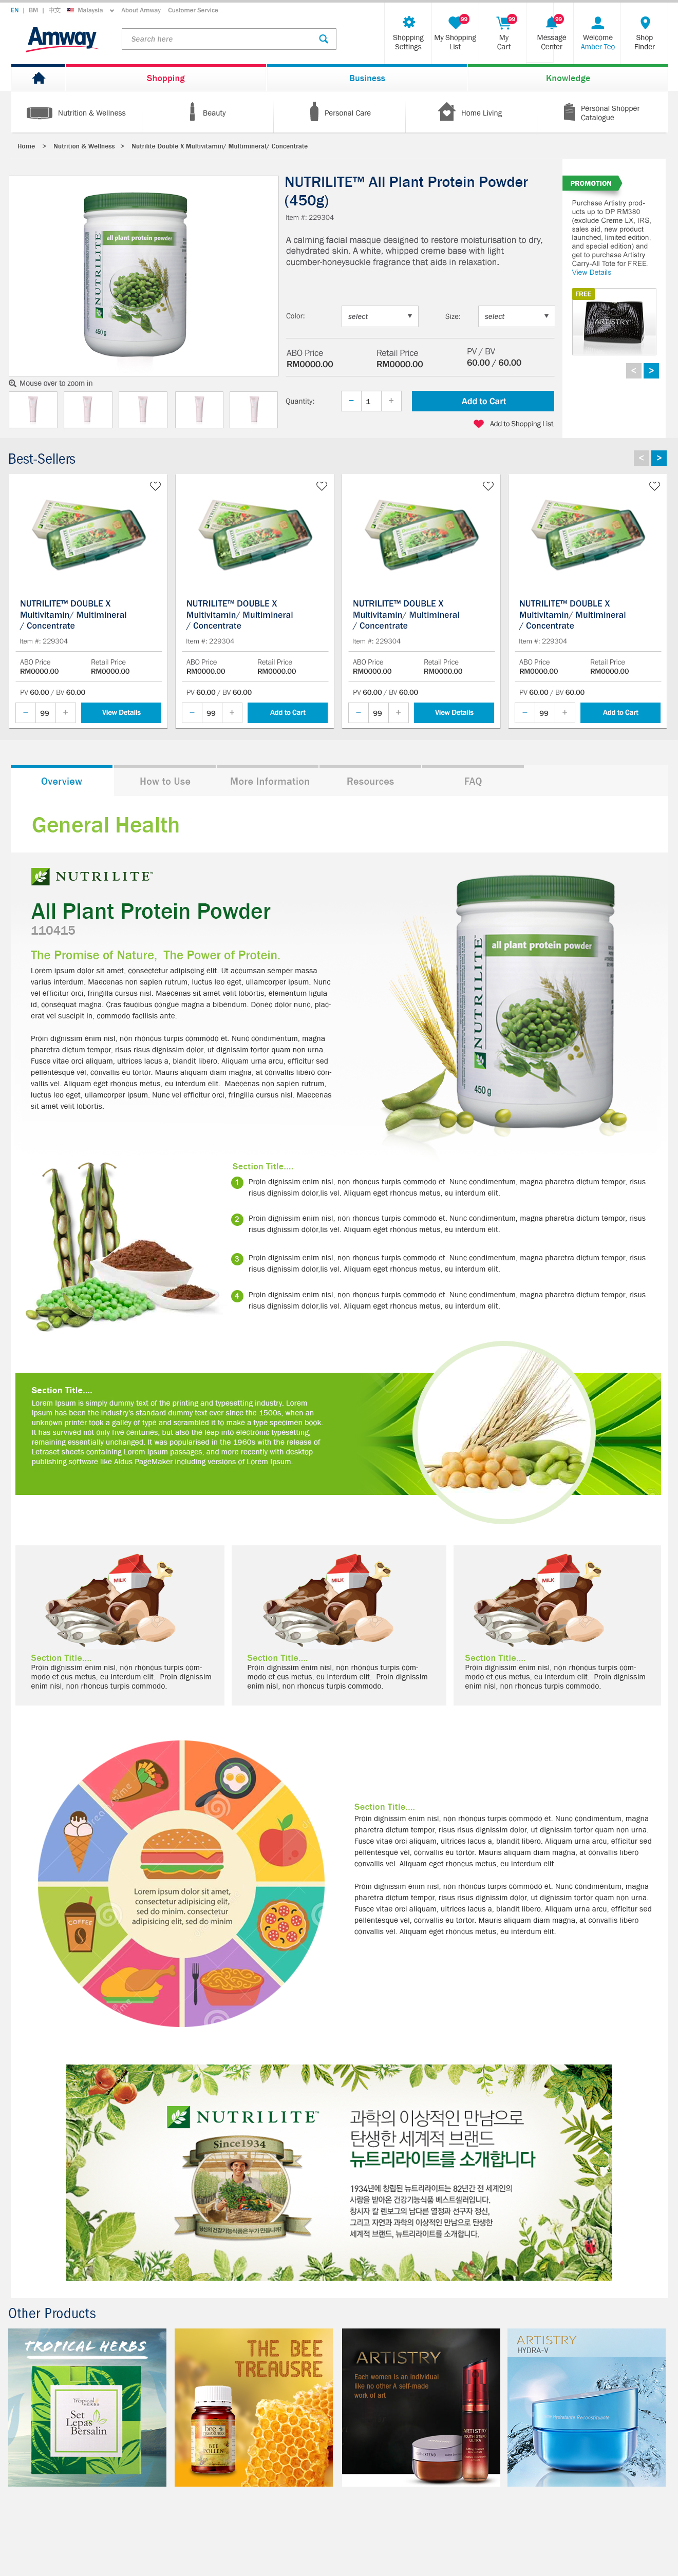 EN | BM | 中文 Malaysia About Amway Customer Service
Amway
Search here
Shopping
Settings
99
My Shopping
List
99
My
Cart
99
Message
Center
Welcome
Amber Teo
Shop
Finder
Shopping
Business
Knowledge
Nutrition & Wellness
Beauty
Personal Care
Home Living
Personal Shopper
Catalogue
Home > Nutrition & Wellness > Nutrilite Double X Multivitamin/ Multimineral/ Concentrate
NUTRILITE
all plant protein powder
450g
Mouse over to zoom in
NUTRILITE™ All Plant Protein Powder
(450g)
Item #: 229304
A calming facial masque designed to restore moisturisation to dry,
dehydrated skin. A white, whipped creme base with light
cucmber-honeysuckle fragrance that aids in relaxation.
Color: select Size: select
ABO Price
RM0000.00
Retail Price
RM0000.00
PV / BV
60.00 / 60.00
Quantity: − 1 + Add to Cart
Add to Shopping List
PROMOTION
Purchase Artistry prod-
ucts up to DP RM380
(exclude Creme LX, IRS,
sales aid, new product
launched, limited edition,
and special edition) and
get to purchase Artistry
Carry-All Tote for FREE.
View Details
FREE
ARTISTRY
< >
Best-Sellers
< >
NUTRILITE™ DOUBLE X
Multivitamin/ Multimineral
/ Concentrate
Item #: 229304
ABO Price Retail Price
RM0000.00 RM0000.00
PV 60.00 / BV 60.00
− 99 + View Details
NUTRILITE™ DOUBLE X
Multivitamin/ Multimineral
/ Concentrate
Item #: 229304
ABO Price Retail Price
RM0000.00 RM0000.00
PV 60.00 / BV 60.00
− 99 + Add to Cart
NUTRILITE™ DOUBLE X
Multivitamin/ Multimineral
/ Concentrate
Item #: 229304
ABO Price Retail Price
RM0000.00 RM0000.00
PV 60.00 / BV 60.00
− 99 + View Details
NUTRILITE™ DOUBLE X
Multivitamin/ Multimineral
/ Concentrate
Item #: 229304
ABO Price Retail Price
RM0000.00 RM0000.00
PV 60.00 / BV 60.00
− 99 + Add to Cart
Overview How to Use More Information Resources FAQ
General Health
NUTRILITE™
All Plant Protein Powder
110415
The Promise of Nature, The Power of Protein.
Lorem ipsum dolor sit amet, consectetur adipiscing elit. Ut accumsan semper massa
varius interdum. Maecenas non sapien rutrum, luctus leo eget, ullamcorper ipsum. Nunc
vel efficitur orci, fringilla cursus nisl. Maecenas sit amet velit lobortis, elementum ligula
id, consequat magna. Cras faucibus congue magna a bibendum. Donec dolor nunc, plac-
erat vel suscipit in, commodo facilisis ante.
Proin dignissim enim nisl, non rhoncus turpis commodo et. Nunc condimentum, magna
pharetra dictum tempor, risus risus dignissim dolor, ut dignissim tortor quam non urna.
Fusce vitae orci aliquam, ultrices lacus a, blandit libero. Aliquam urna arcu, efficitur sed
pellentesque vel, convallis eu tortor. Mauris aliquam diam magna, at convallis libero con-
vallis vel. Aliquam eget rhoncus metus, eu interdum elit. Maecenas non sapien rutrum,
luctus leo eget, ullamcorper ipsum. Nunc vel efficitur orci, fringilla cursus nisl. Maecenas
sit amet velit lobortis.
NUTRILITE
all plant protein powder
450 g
Section Title....
1 Proin dignissim enim nisl, non rhoncus turpis commodo et. Nunc condimentum, magna pharetra dictum tempor, risus
risus dignissim dolor,lis vel. Aliquam eget rhoncus metus, eu interdum elit.
2 Proin dignissim enim nisl, non rhoncus turpis commodo et. Nunc condimentum, magna pharetra dictum tempor, risus
risus dignissim dolor,lis vel. Aliquam eget rhoncus metus, eu interdum elit.
3 Proin dignissim enim nisl, non rhoncus turpis commodo et. Nunc condimentum, magna pharetra dictum tempor, risus
risus dignissim dolor,lis vel. Aliquam eget rhoncus metus, eu interdum elit.
4 Proin dignissim enim nisl, non rhoncus turpis commodo et. Nunc condimentum, magna pharetra dictum tempor, risus
risus dignissim dolor,lis vel. Aliquam eget rhoncus metus, eu interdum elit.
Section Title....
Lorem Ipsum is simply dummy text of the printing and typesetting industry. Lorem
Ipsum has been the industry's standard dummy text ever since the 1500s, when an
unknown printer took a galley of type and scrambled it to make a type specimen book.
It has survived not only five centuries, but also the leap into electronic typesetting,
remaining essentially unchanged. It was popularised in the 1960s with the release of
Letraset sheets containing Lorem Ipsum passages, and more recently with desktop
publishing software like Aldus PageMaker including versions of Lorem Ipsum.
MILK
Section Title....
Proin dignissim enim nisl, non rhoncus turpis com-
modo et.cus metus, eu interdum elit. Proin dignissim
enim nisl, non rhoncus turpis commodo.
MILK
Section Title....
Proin dignissim enim nisl, non rhoncus turpis com-
modo et.cus metus, eu interdum elit. Proin dignissim
enim nisl, non rhoncus turpis commodo.
MILK
Section Title....
Proin dignissim enim nisl, non rhoncus turpis com-
modo et.cus metus, eu interdum elit. Proin dignissim
enim nisl, non rhoncus turpis commodo.
COFFEE
Lorem ipsum dolor sit amet,
consectetur adipisicing elit,
sed do minim. consectetur
adipisicing elit, sed do minim
Section Title....
Proin dignissim enim nisl, non rhoncus turpis commodo et. Nunc condimentum, magna
pharetra dictum tempor, risus risus dignissim dolor, ut dignissim tortor quam non urna.
Fusce vitae orci aliquam, ultrices lacus a, blandit libero. Aliquam urna arcu, efficitur sed
pellentesque vel, convallis eu tortor. Mauris aliquam diam magna, at convallis libero
convallis vel. Aliquam eget rhoncus metus, eu interdum elit.
Proin dignissim enim nisl, non rhoncus turpis commodo et. Nunc condimentum, magna
pharetra dictum tempor, risus risus dignissim dolor, ut dignissim tortor quam non urna.
Fusce vitae orci aliquam, ultrices lacus a, blandit libero. Aliquam urna arcu, efficitur sed
pellentesque vel, convallis eu tortor. Mauris aliquam diam magna, at convallis libero
convallis vel. Aliquam eget rhoncus metus, eu interdum elit.
NUTRILITE™
Since1934
과학의 이상적인 만남으로
탄생한 세계적 브랜드
뉴트리라이트를 소개합니다
1934년에 창립된 뉴트리라이트는 82년간 전 세계인의
사랑을 받아온 건강기능식품 베스트셀러입니다.
창시자 칼 렌보그의 남다른 열정과 선구자 정신,
그리고 자연과 과학의 이상적인 만남으로 탄생한
세계적 브랜드, 뉴트리라이트를 소개합니다.
Other Products
TROPICAL HERBS
Tropical
Set
Lepas
Bersalin
THE BEE
TREAUSRE
bee
BEE
POLLEN
ARTISTRY
Each women is an individual
like no other A self-made
work of art
ARTISTRY
ARTISTRY
HYDRA-V